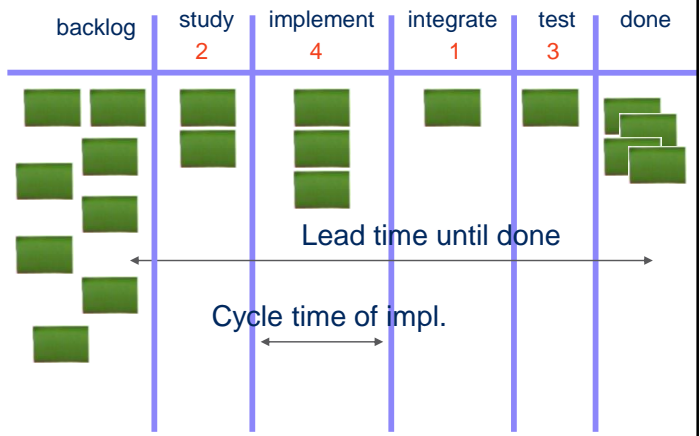 backlog
study
implement
integrate
test
done
2
4
1
3
Lead time until done
Cycle time of impl.